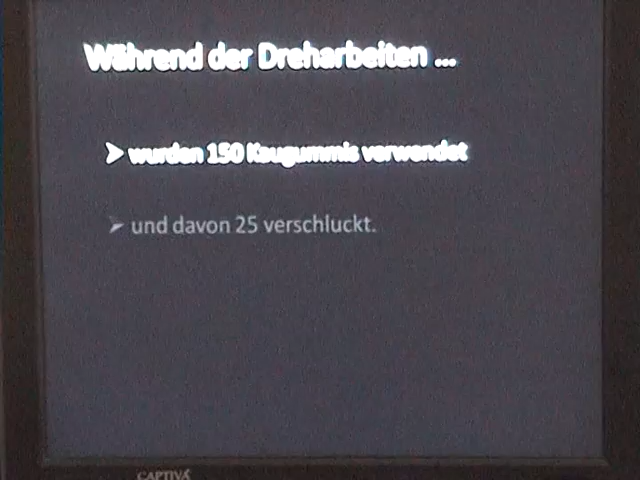 Während der Dreharbeiten ...
➢ wurden 150 Kaugummis verwendet
➢ und davon 25 verschluckt.
CAPTIVA